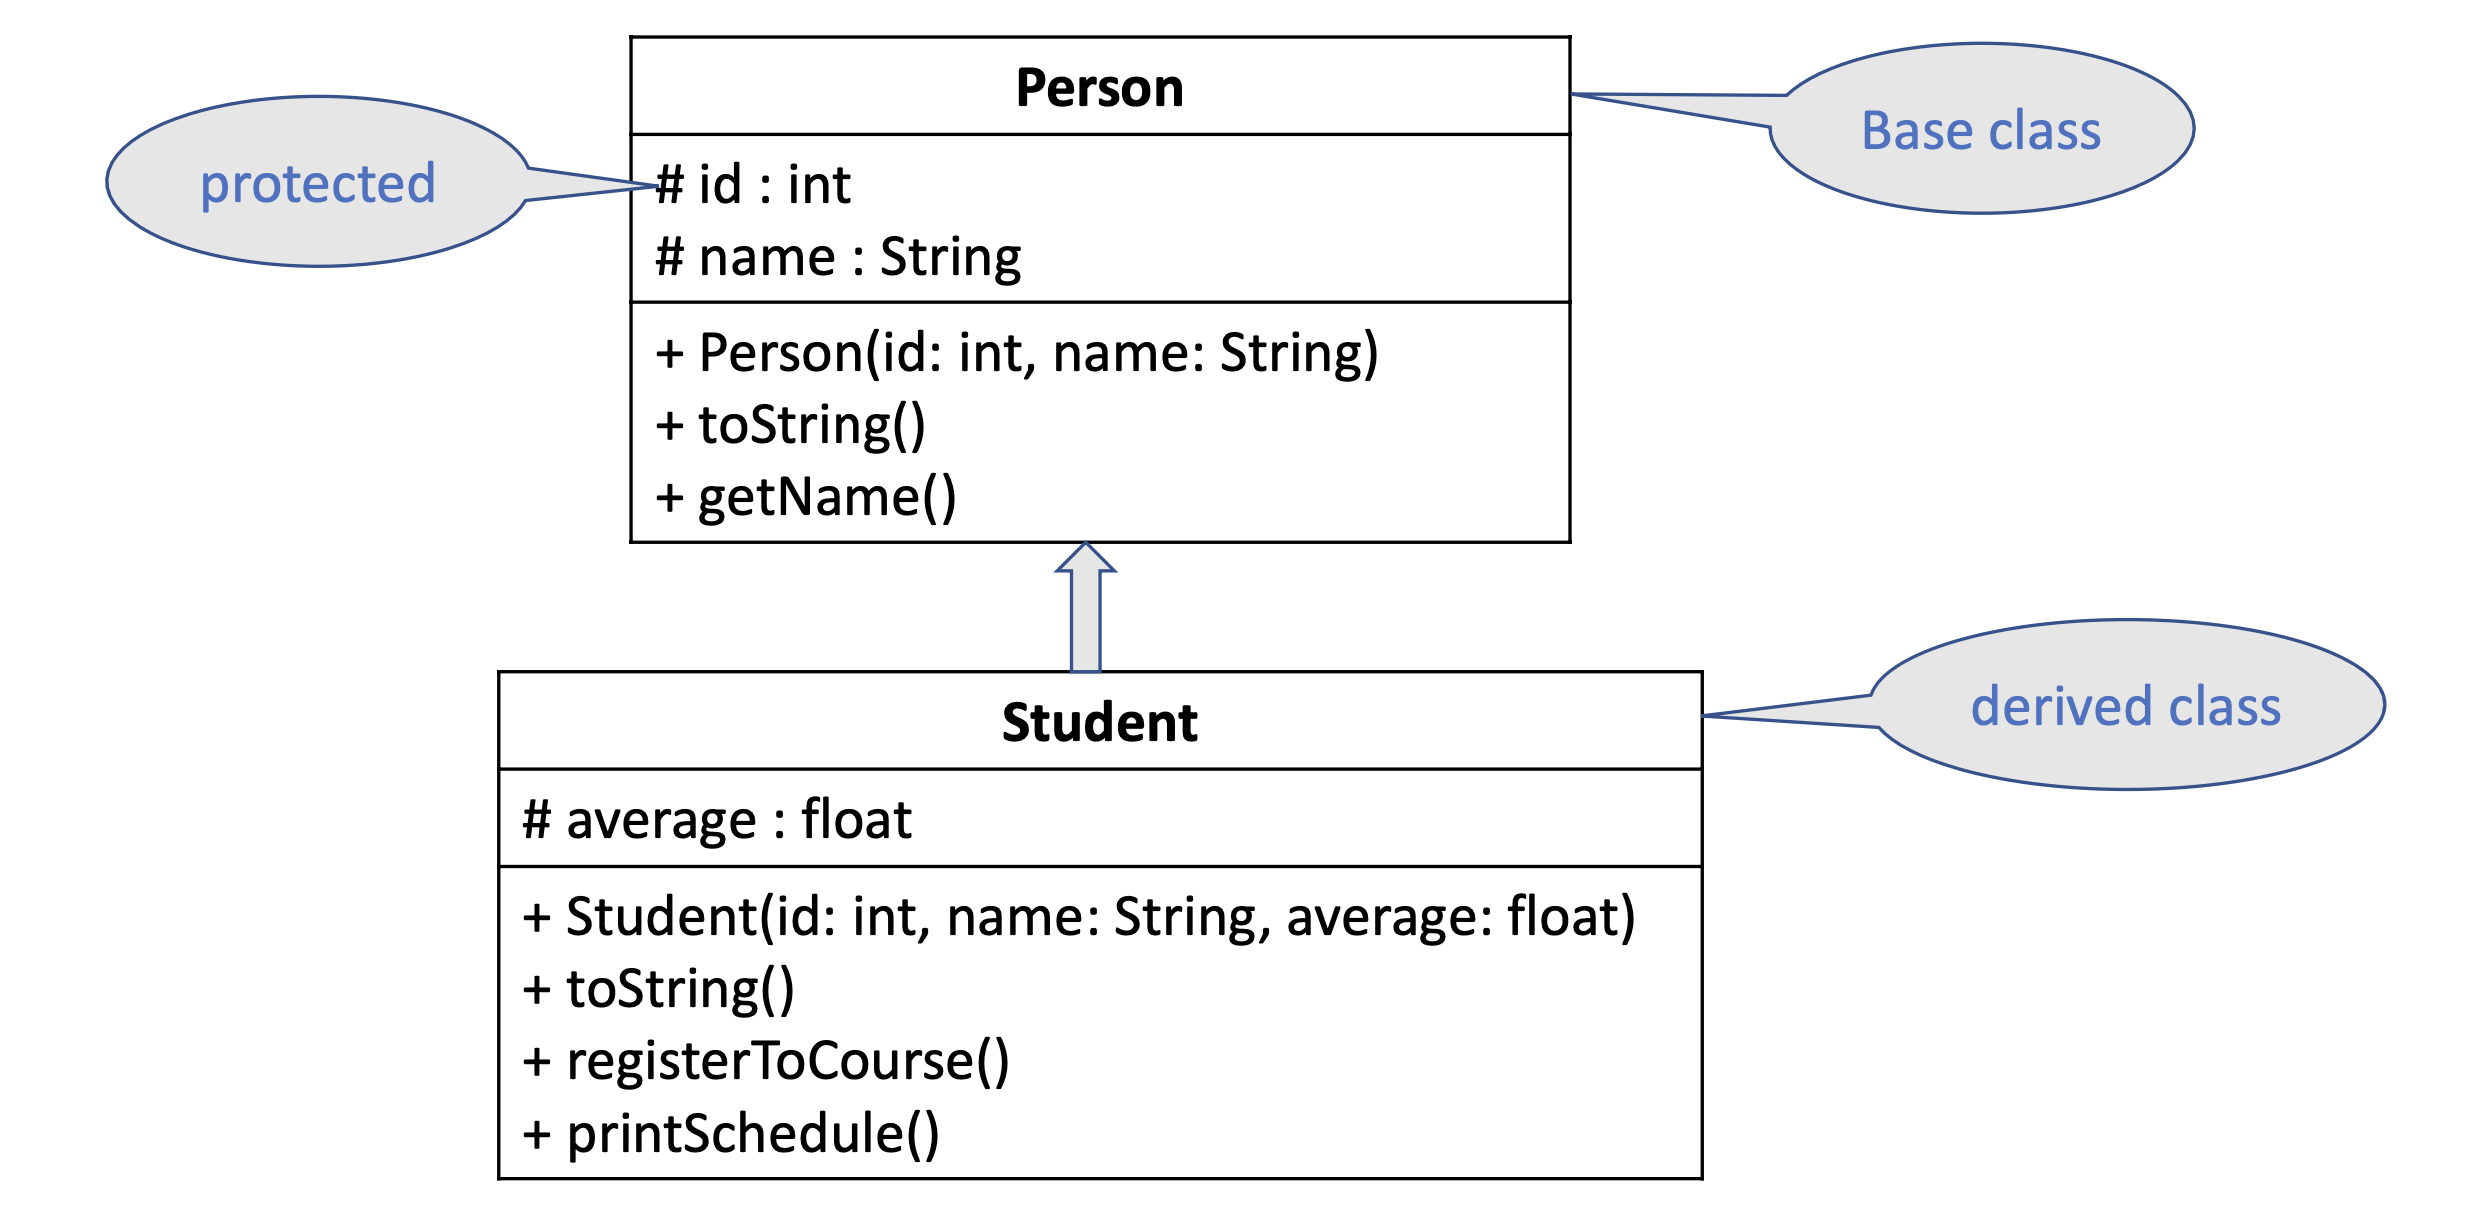 Person
Base class
protected
# id : int
# name : String
+ Person(id: int, name: String)
+ toString()
+ getName()
Student
derived class
# average : float
+ Student(id: int, name: String, average: float)
+ toString()
+ registerToCourse()
+ printSchedule()